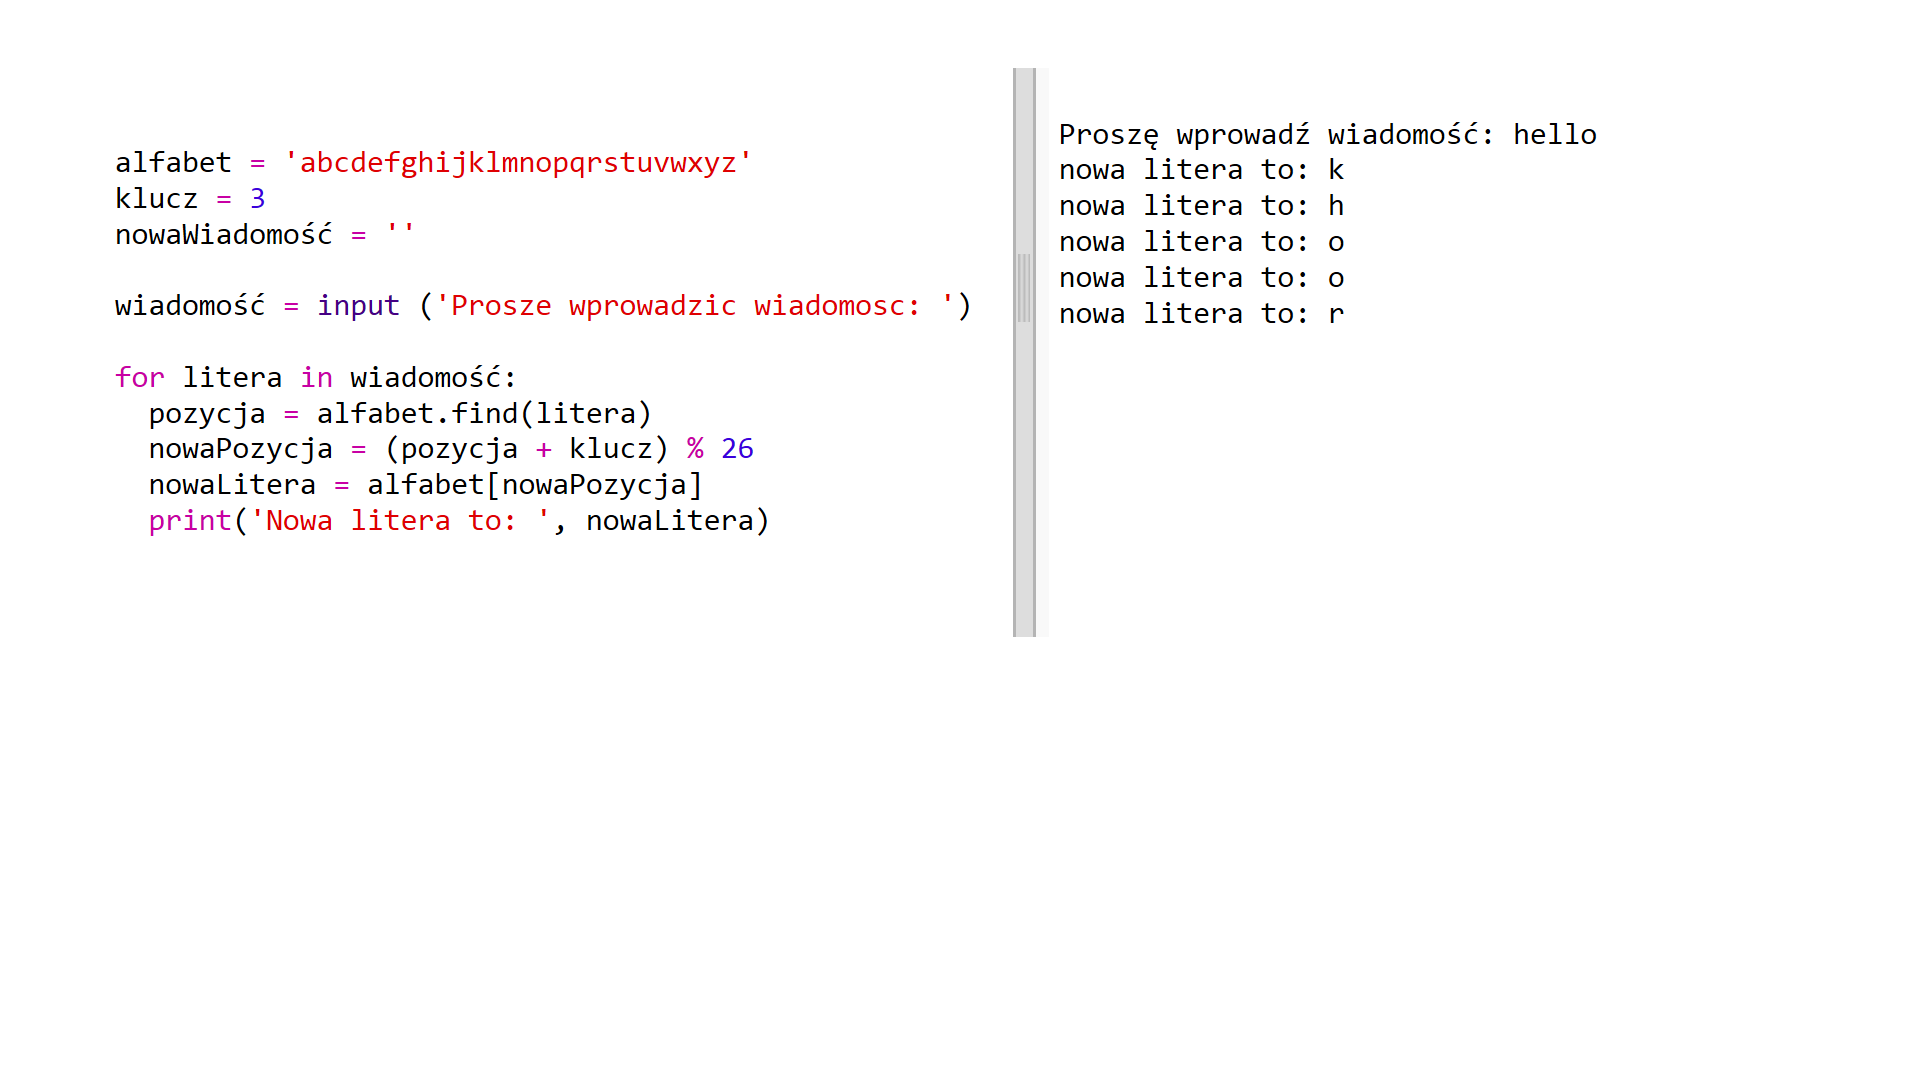 alfabet = 'abcdefghijklmnopqrstuvwxyz'
klucz = 3
nowaWiadomość = ''
wiadomość = input ('Prosze wprowadzic wiadomosc: ')
for litera in wiadomość:
  pozycja = alfabet.find(litera)
  nowaPozycja = (pozycja + klucz) % 26
  nowaLitera = alfabet[nowaPozycja]
  print('Nowa litera to: ', nowaLitera)
Proszę wprowadź wiadomość: hello
nowa litera to: k
nowa litera to: h
nowa litera to: o
nowa litera to: o
nowa litera to: r